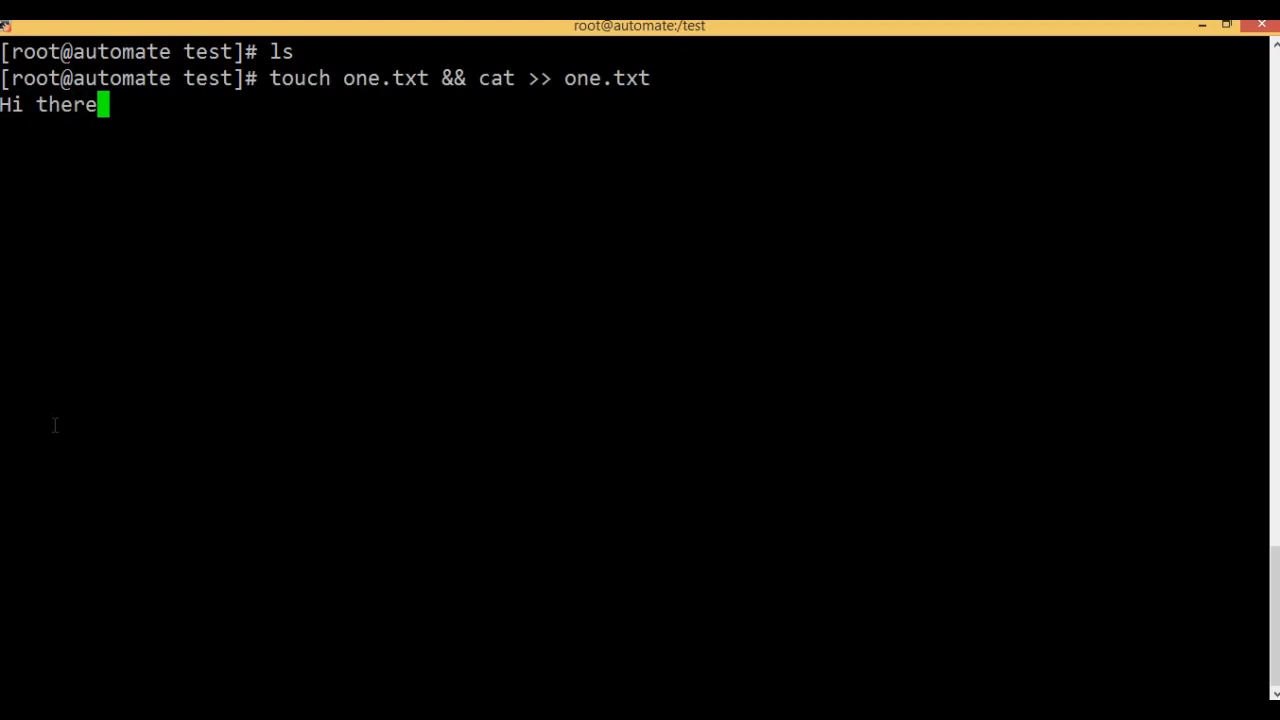 root@automate:/test
[root@automate test]# ls
[root@automate test]# touch one.txt && cat >> one.txt
Hi there